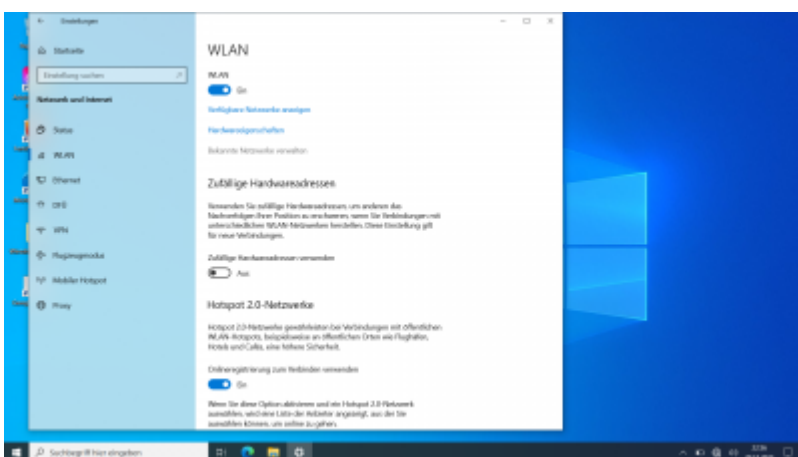 Einstellungen
Startseite
Einstellung suchen
Netzwerk und Internet
Status
WLAN
Ethernet
DFÜ
VPN
Flugzeugmodus
Mobiler Hotspot
Proxy
WLAN
WLAN
Verfügbare Netzwerke anzeigen
Hardwareeigenschaften
Bekannte Netzwerke verwalten
Zufällige Hardwareadressen
Verwenden Sie zufällige Hardwareadressen, um anderen das
Nachverfolgen Ihrer Position zu erschweren, wenn Sie Verbindungen mit
unterschiedlichen WLAN-Netzwerken herstellen. Diese Einstellung gilt
für neue Verbindungen.
Zufällige Hardwareadressen verwenden
Aus
Hotspot 2.0-Netzwerke
Hotspot 2.0-Netzwerke gewährleisten bei Verbindungen mit öffentlichen
WLAN-Hotspots, beispielsweise an öffentlichen Orten wie Flughäfen,
Hotels und Cafés, eine höhere Sicherheit.
Onlineregistrierung zum Verbinden verwenden
Wenn Sie diese Option aktivieren und ein Hotspot 2.0-Netzwerk
auswählen, wird eine Liste der Anbieter angezeigt, aus der Sie
auswählen können, um online zu gehen.
Suchbegriff hier eingeben